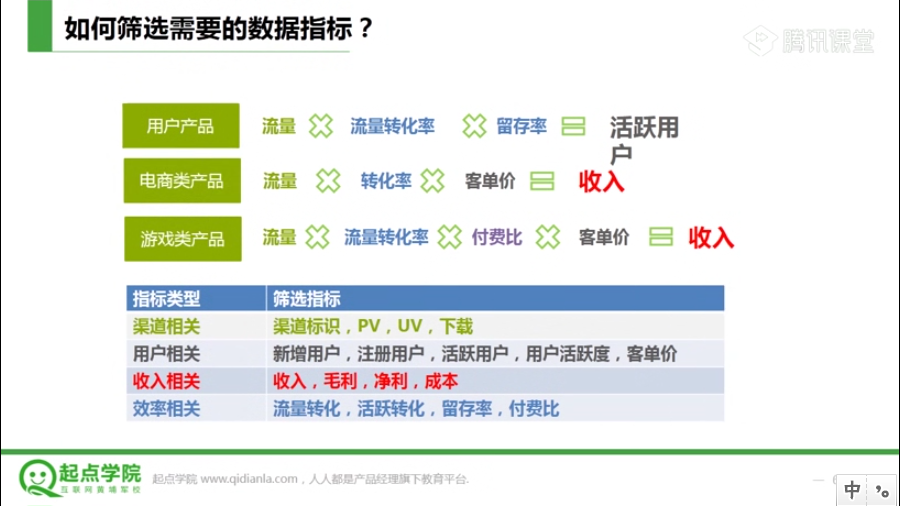 如何筛选需要的数据指标？
腾讯课堂
用户产品 流量 × 流量转化率 × 留存率 = 活跃用
户
电商类产品 流量 × 转化率 × 客单价 = 收入
游戏类产品 流量 × 流量转化率 × 付费比 × 客单价 = 收入
指标类型 筛选指标
渠道相关 渠道标识，PV，UV，下载
用户相关 新增用户，注册用户，活跃用户，用户活跃度，客单价
收入相关 收入，毛利，净利，成本
效率相关 流量转化，活跃转化，留存率，付费比
起点学院
互联网黄埔军校
起点学院 www.qidianla.com，人人都是产品经理旗下教育平台.
中